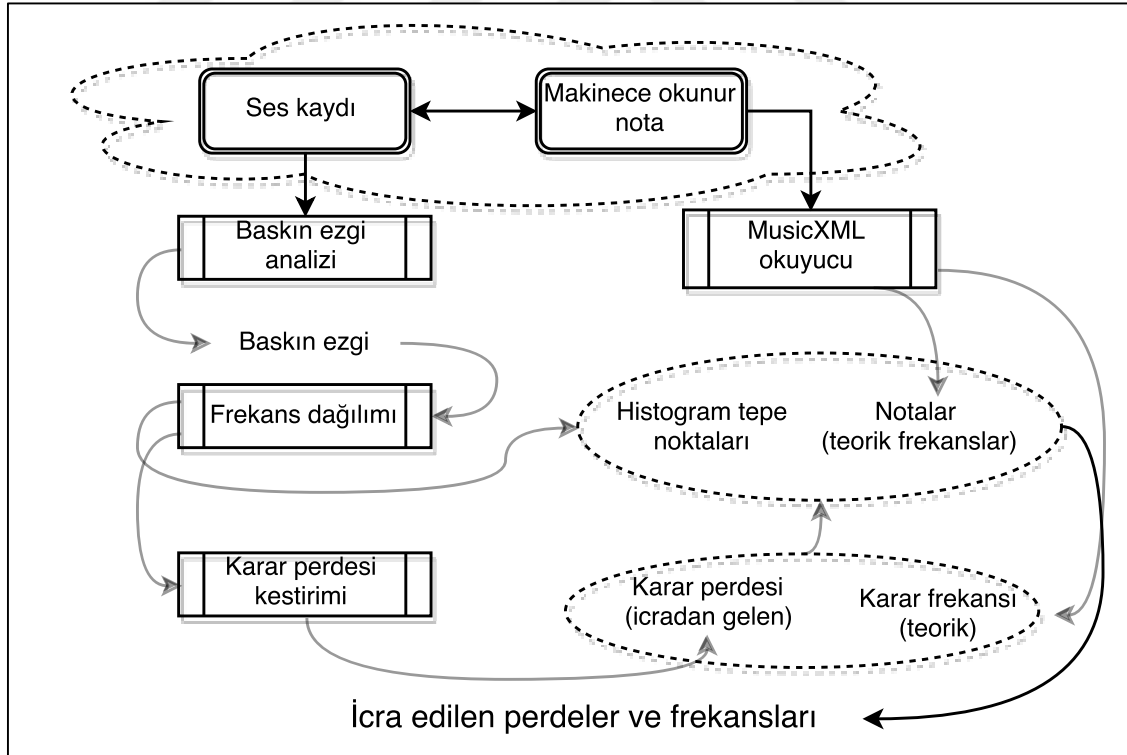 Ses kaydı
Makinece okunur
nota
Baskın ezgi
analizi
MusicXML
okuyucu
Baskın ezgi
Frekans dağılımı
Histogram tepe
noktaları
Notalar
(teorik frekanslar)
Karar perdesi
kestirimi
Karar perdesi
(icradan gelen)
Karar frekansı
(teorik)
İcra edilen perdeler ve frekansları